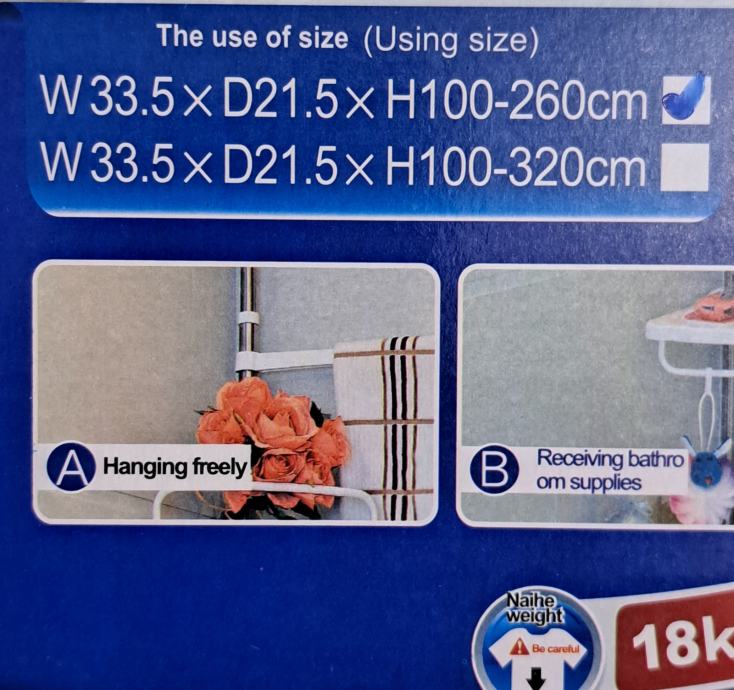 The use of size (Using size)
W33.5×D21.5×H100-260cm
W33.5×D21.5×H100-320cm
A Hanging freely
B Receiving bathro
om supplies
Naihe
weight
Be careful
18k